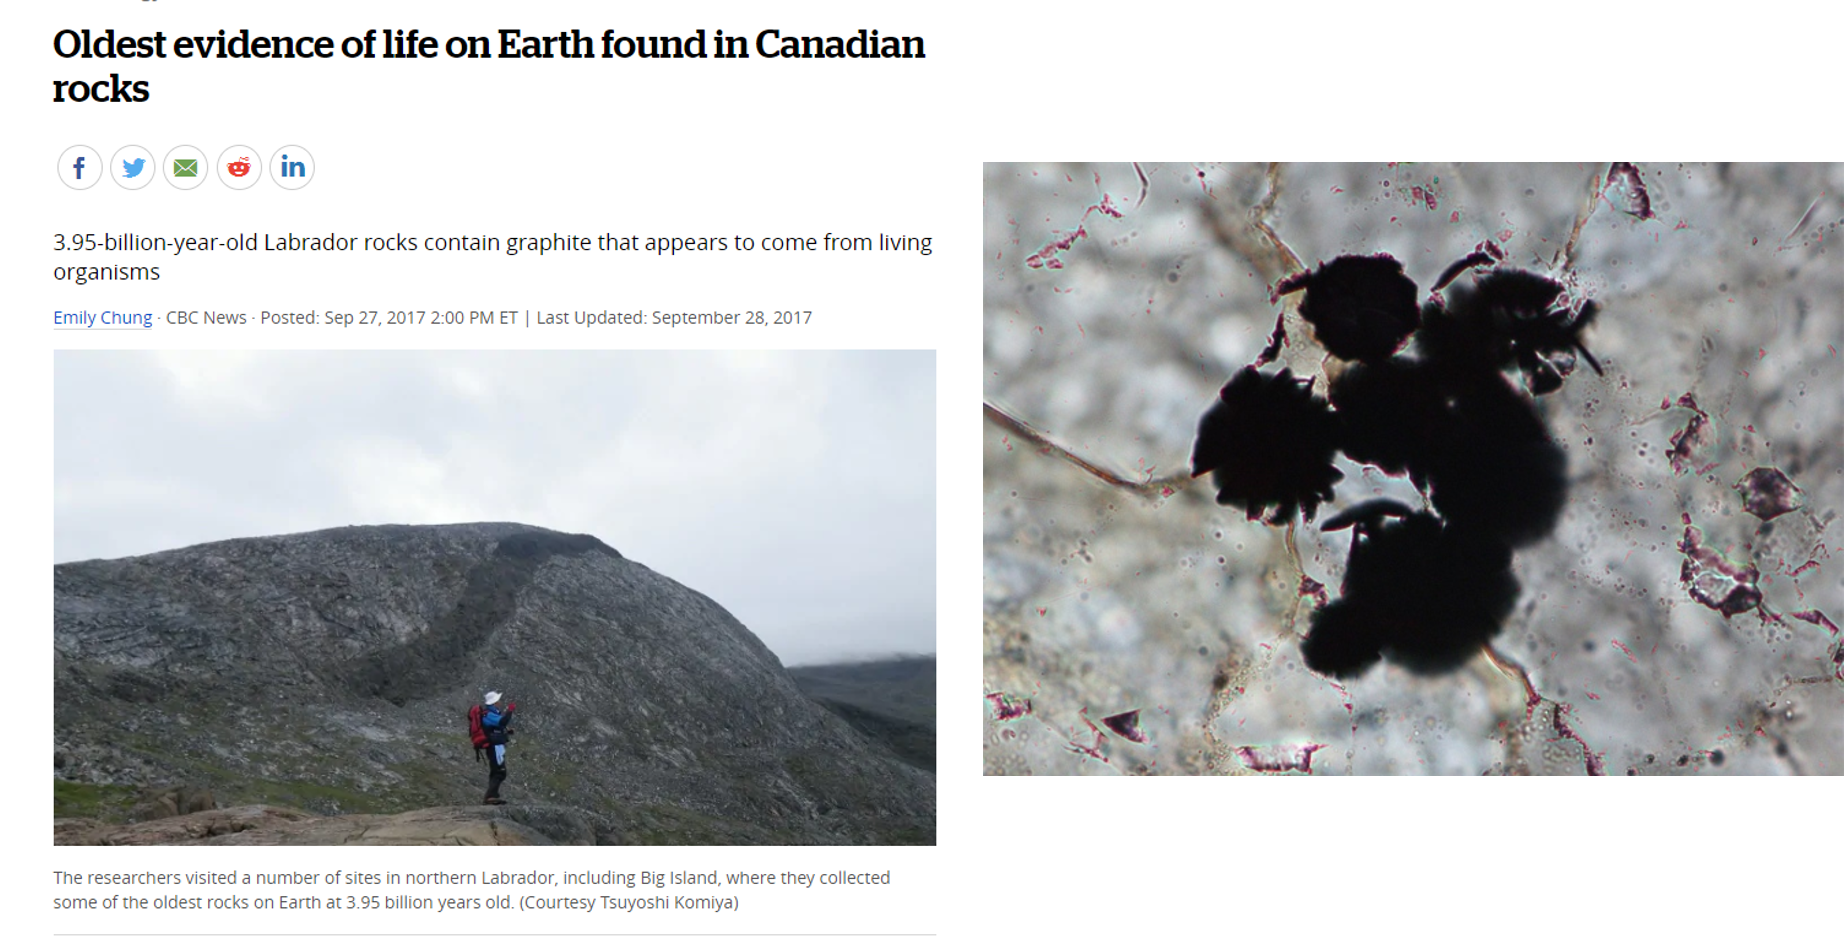 Oldest evidence of life on Earth found in Canadian
rocks
3.95-billion-year-old Labrador rocks contain graphite that appears to come from living
organisms
Emily Chung · CBC News · Posted: Sep 27, 2017 2:00 PM ET | Last Updated: September 28, 2017
The researchers visited a number of sites in northern Labrador, including Big Island, where they collected
some of the oldest rocks on Earth at 3.95 billion years old. (Courtesy Tsuyoshi Komiya)